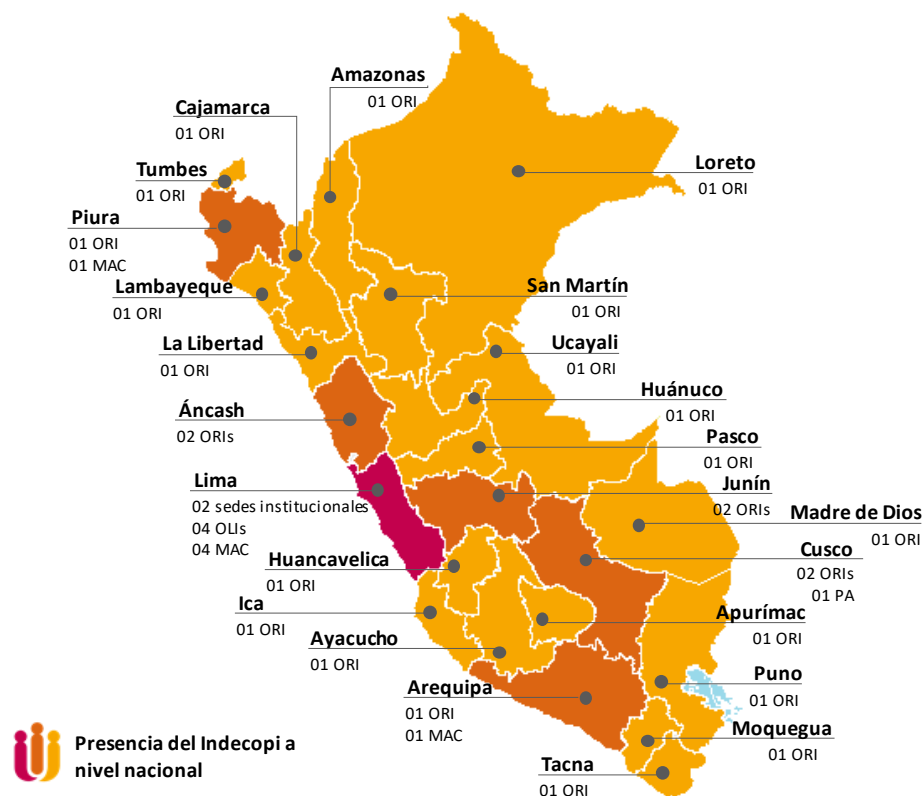 Amazonas
01 ORI
Cajamarca
01 ORI
Tumbes
01 ORI
Loreto
01 ORI
Piura
01 ORI
01 MAC
Lambayeque
01 ORI
San Martín
01 ORI
La Libertad
01 ORI
Ucayali
01 ORI
Huánuco
01 ORI
Áncash
02 ORIs
Pasco
01 ORI
Lima
02 sedes institucionales
04 OLIs
04 MAC
Junín
02 ORIs
Madre de Dios
01 ORI
Cusco
02 ORIs
01 PA
Huancavelica
01 ORI
Ica
01 ORI
Apurímac
01 ORI
Ayacucho
01 ORI
Puno
01 ORI
Arequipa
01 ORI
01 MAC
Moquegua
01 ORI
Tacna
01 ORI
Presencia del Indecopi a
nivel nacional